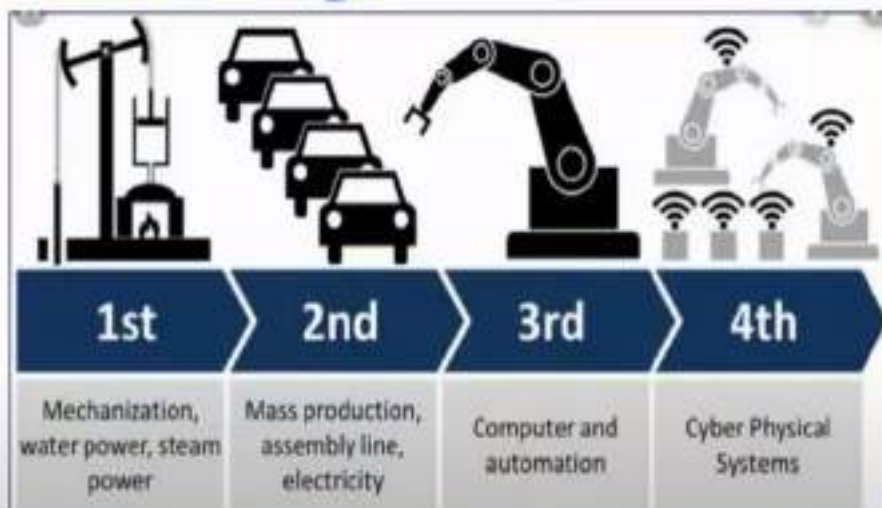 1st
2nd
3rd
4th
Mechanization,
water power, steam
power
Mass production,
assembly line,
electricity
Computer and
automation
Cyber Physical
Systems